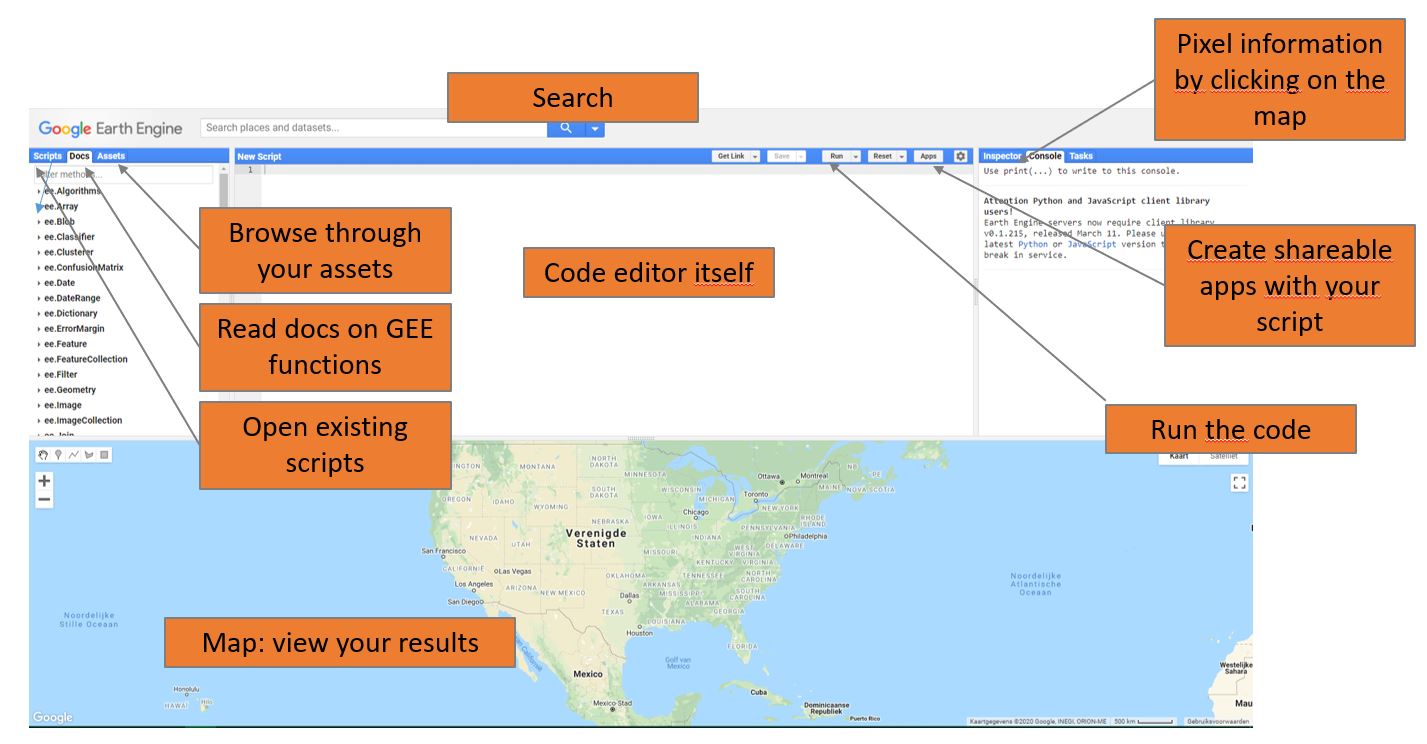 Pixel information
by clicking on the
map
Search
Google Earth Engine
Search places and datasets...
Scripts Docs Assets
New Script
Get Link
Save
Run
Reset
Apps
Inspector Console Tasks
methods...
1
Use print(...) to write to this console.
ee.Algorithms
ee.Array
ee.Blob
ee.Classifier
ee.Clusterer
ee.ConfusionMatrix
ee.Date
ee.DateRange
ee.Dictionary
ee.ErrorMargin
ee.Feature
ee.FeatureCollection
ee.Filter
ee.Geometry
ee.Image
ee.ImageCollection
Attention Python and JavaScript client library
users!
Earth Engine servers now require client library
v0.1.215, released March 11. Please
latest Python or JavaScript version
break in service.
Browse through
your assets
Code editor itself
Create shareable
apps with your
script
Read docs on GEE
functions
Open existing
scripts
Run the code
Kaart Satelliet
MONTANA
NORTH
DAKOTA
MINNESOTA
SOUTH
DAKOTA
WISCONSIN
MICHIGAN
Ottawa
Montreal
Toronto
NB
PE
MAINE
NOVA SCOTIA
OREGON
IDAHO
WYOMING
Chicago
NEW YORK
NEBRASKA
IOWA
ILLINOIS
INDIANA
PENNSYLVANIA
RHODE
ISLAND
Philadelphia
NEVADA
UTAH
Verenigde
Staten
MISSOURI
WEST
VIRGINIA
DELAWARE
San Francisco
KENTUCKY
VIRGINIA
CALIFORNIË
Las Vegas
OKLAHOMA
TENNESSEE
NORTH
CAROLINA
Los Angeles
ARIZONA
NEW MEXICO
ARKANSAS
MISSISSIPPI
SOUTH
CAROLINA
San Diego
Dallas
ALABAMA
GEORGIA
TEXAS
LOUISIANA
Houston
FLORIDA
Noordelijke
Stille Oceaan
Noordelijke
Atlantische
Oceaan
Map: view your results
Golf van
Mexico
Mexico
Cuba
Westelijke
Sahara
Honolulu
HAWAÏ
Hilo
Mexico-Stad
Dominicaanse
Republiek
Puerto Rico
Mau
Google
Kaartgegevens ©2020 Google, INEGI, ORION-ME
500 km
Gebruiksvoorwaarden